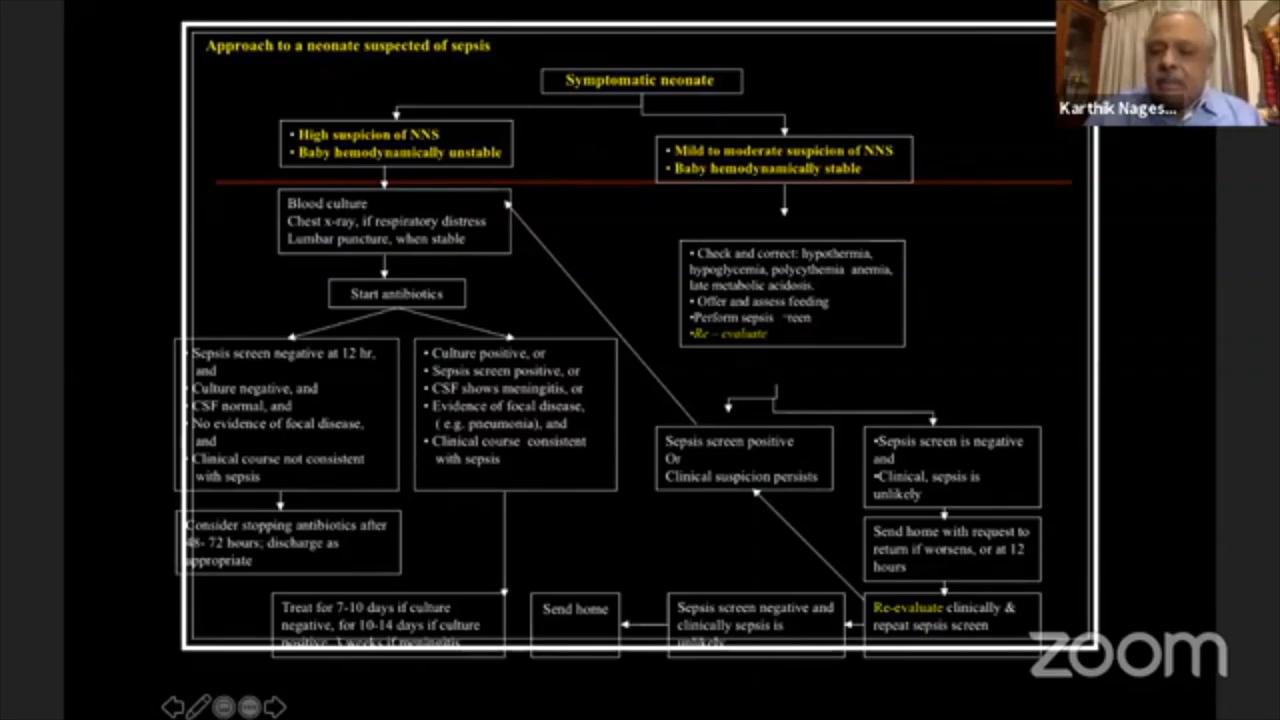 Approach to a neonate suspected of sepsis
Symptomatic neonate
• High suspicion of NNS
• Baby hemodynamically unstable
• Mild to moderate suspicion of NNS
• Baby hemodynamically stable
Blood culture
Chest x-ray, if respiratory distress
Lumbar puncture, when stable
Start antibiotics
• Check and correct: hypothermia,
hypoglycemia, polycythemia anemia,
late metabolic acidosis.
• Offer and assess feeding
•Perform sepsis reen
•Re – evaluate
Sepsis screen negative at 12 hr,
and
Culture negative, and
CSF normal, and
No evidence of focal disease,
and
Clinical course not consistent
with sepsis
• Culture positive, or
• Sepsis screen positive, or
• CSF shows meningitis, or
• Evidence of focal disease,
( e.g. pneumonia), and
• Clinical course consistent
with sepsis
Sepsis screen positive
Or
Clinical suspicion persists
•Sepsis screen is negative
and
•Clinical, sepsis is
unlikely
Consider stopping antibiotics after
48- 72 hours; discharge as
appropriate
Send home with request to
return if worsens, or at 12
hours
Treat for 7-10 days if culture
negative, for 10-14 days if culture
positive, 3 weeks if meningitis
Send home
Sepsis screen negative and
clinically sepsis is
unlikely
Re-evaluate clinically &
repeat sepsis screen
Karthik Nages...
zoom